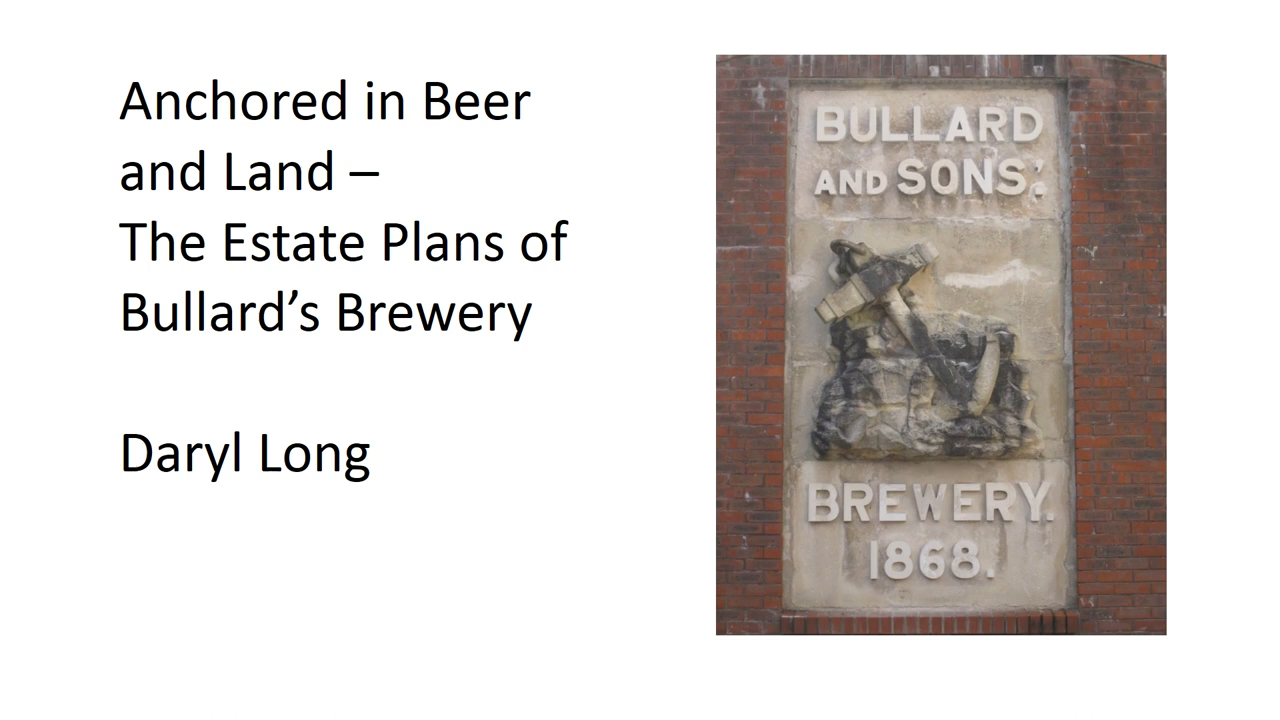 Anchored in Beer
and Land –
The Estate Plans of
Bullard’s Brewery
Daryl Long
BULLARD
AND SONS'.
BREWERY.
1868.